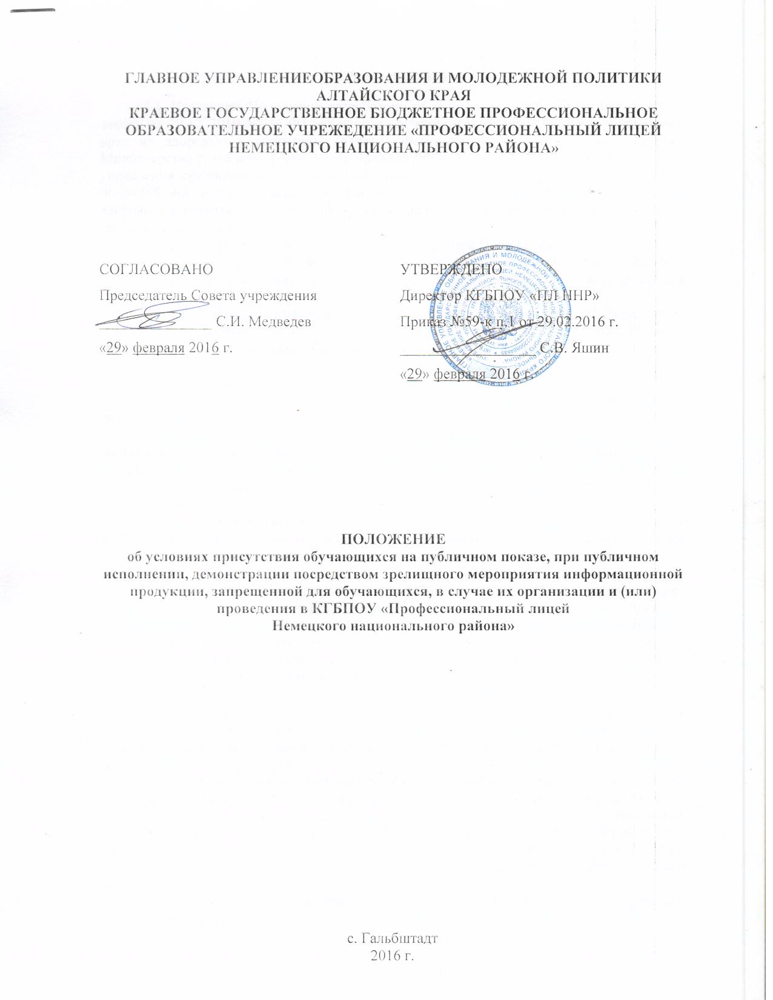 ГЛАВНОЕ УПРАВЛЕНИЕОБРАЗОВАНИЯ И МОЛОДЕЖНОЙ ПОЛИТИКИ
АЛТАЙСКОГО КРАЯ
КРАЕВОЕ ГОСУДАРСТВЕННОЕ БЮДЖЕТНОЕ ПРОФЕССИОНАЛЬНОЕ
ОБРАЗОВАТЕЛЬНОЕ УЧРЕЖЕДЕНИЕ «ПРОФЕССИОНАЛЬНЫЙ ЛИЦЕЙ
НЕМЕЦКОГО НАЦИОНАЛЬНОГО РАЙОНА»
СОГЛАСОВАНО
Председатель Совета учреждения
С.И. Медведев
«29» февраля 2016 г.
УТВЕРЖДЕНО
Директор КГБПОУ «ПЛ ННР»
Приказ №59-к п.1 от 29.02.2016 г.
С.В. Яшин
«29» февраля 2016 г.
ПОЛОЖЕНИЕ
об условиях присутствия обучающихся на публичном показе, при публичном
исполнении, демонстрации посредством зрелищного мероприятия информационной
продукции, запрещенной для обучающихся, в случае их организации и (или)
проведения в КГБПОУ «Профессиональный лицей
Немецкого национального района»
с. Гальбштадт
2016 г.